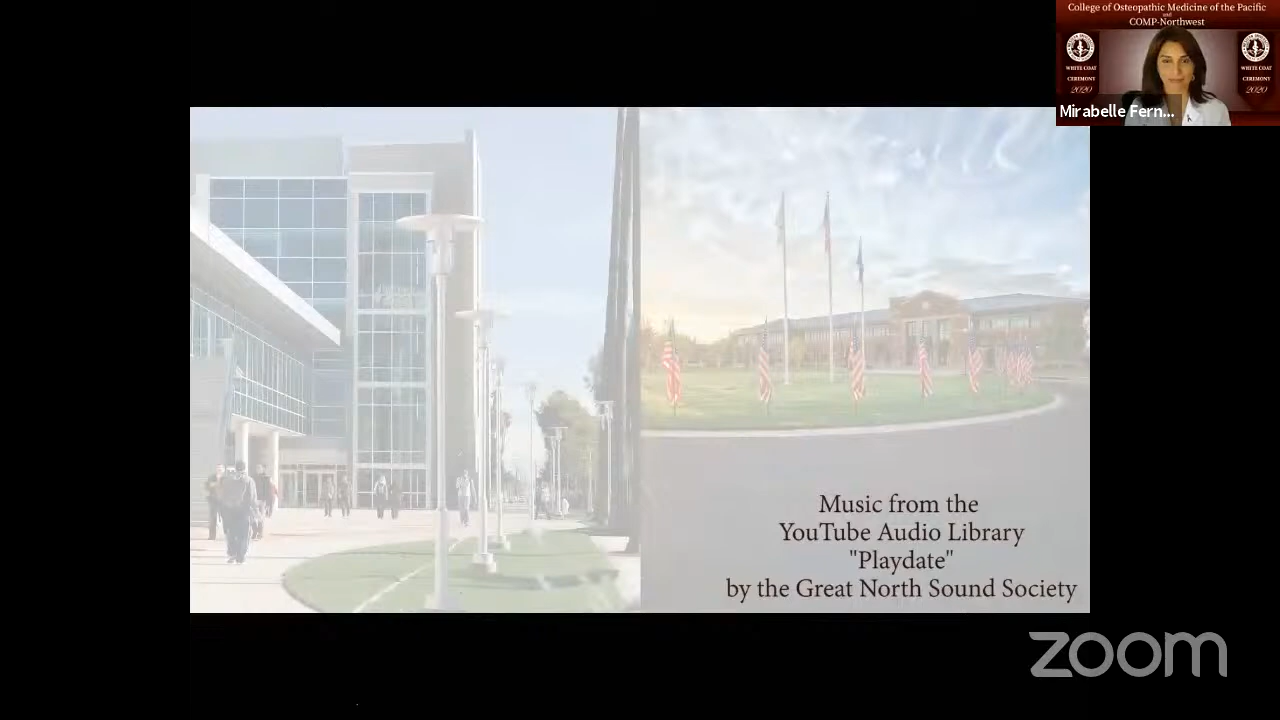 College of Osteopathic Medicine of the Pacific
and
COMP-Northwest
WHITE COAT
CEREMONY
2020
WHITE COAT
CEREMONY
2020
Mirabelle Fern...
Music from the
YouTube Audio Library
"Playdate"
by the Great North Sound Society
zoom